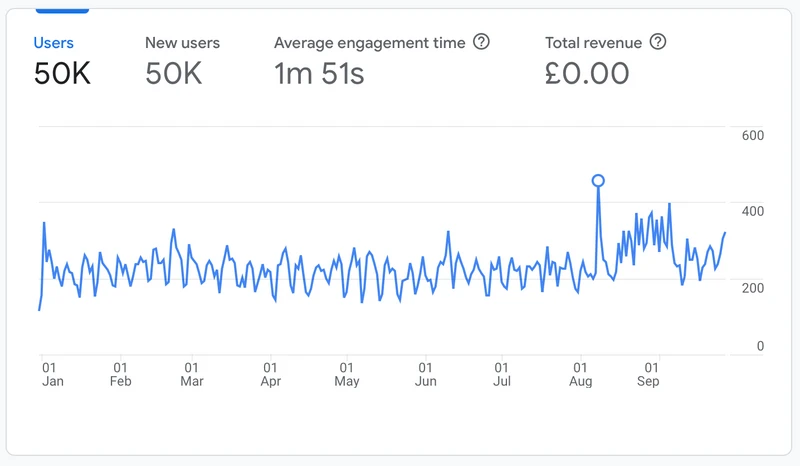 Users New users Average engagement time ? Total revenue ?
50K 50K 1m 51s £0.00
600
400
200
0
01 01 01 01 01 01 01 01 01
Jan Feb Mar Apr May Jun Jul Aug Sep